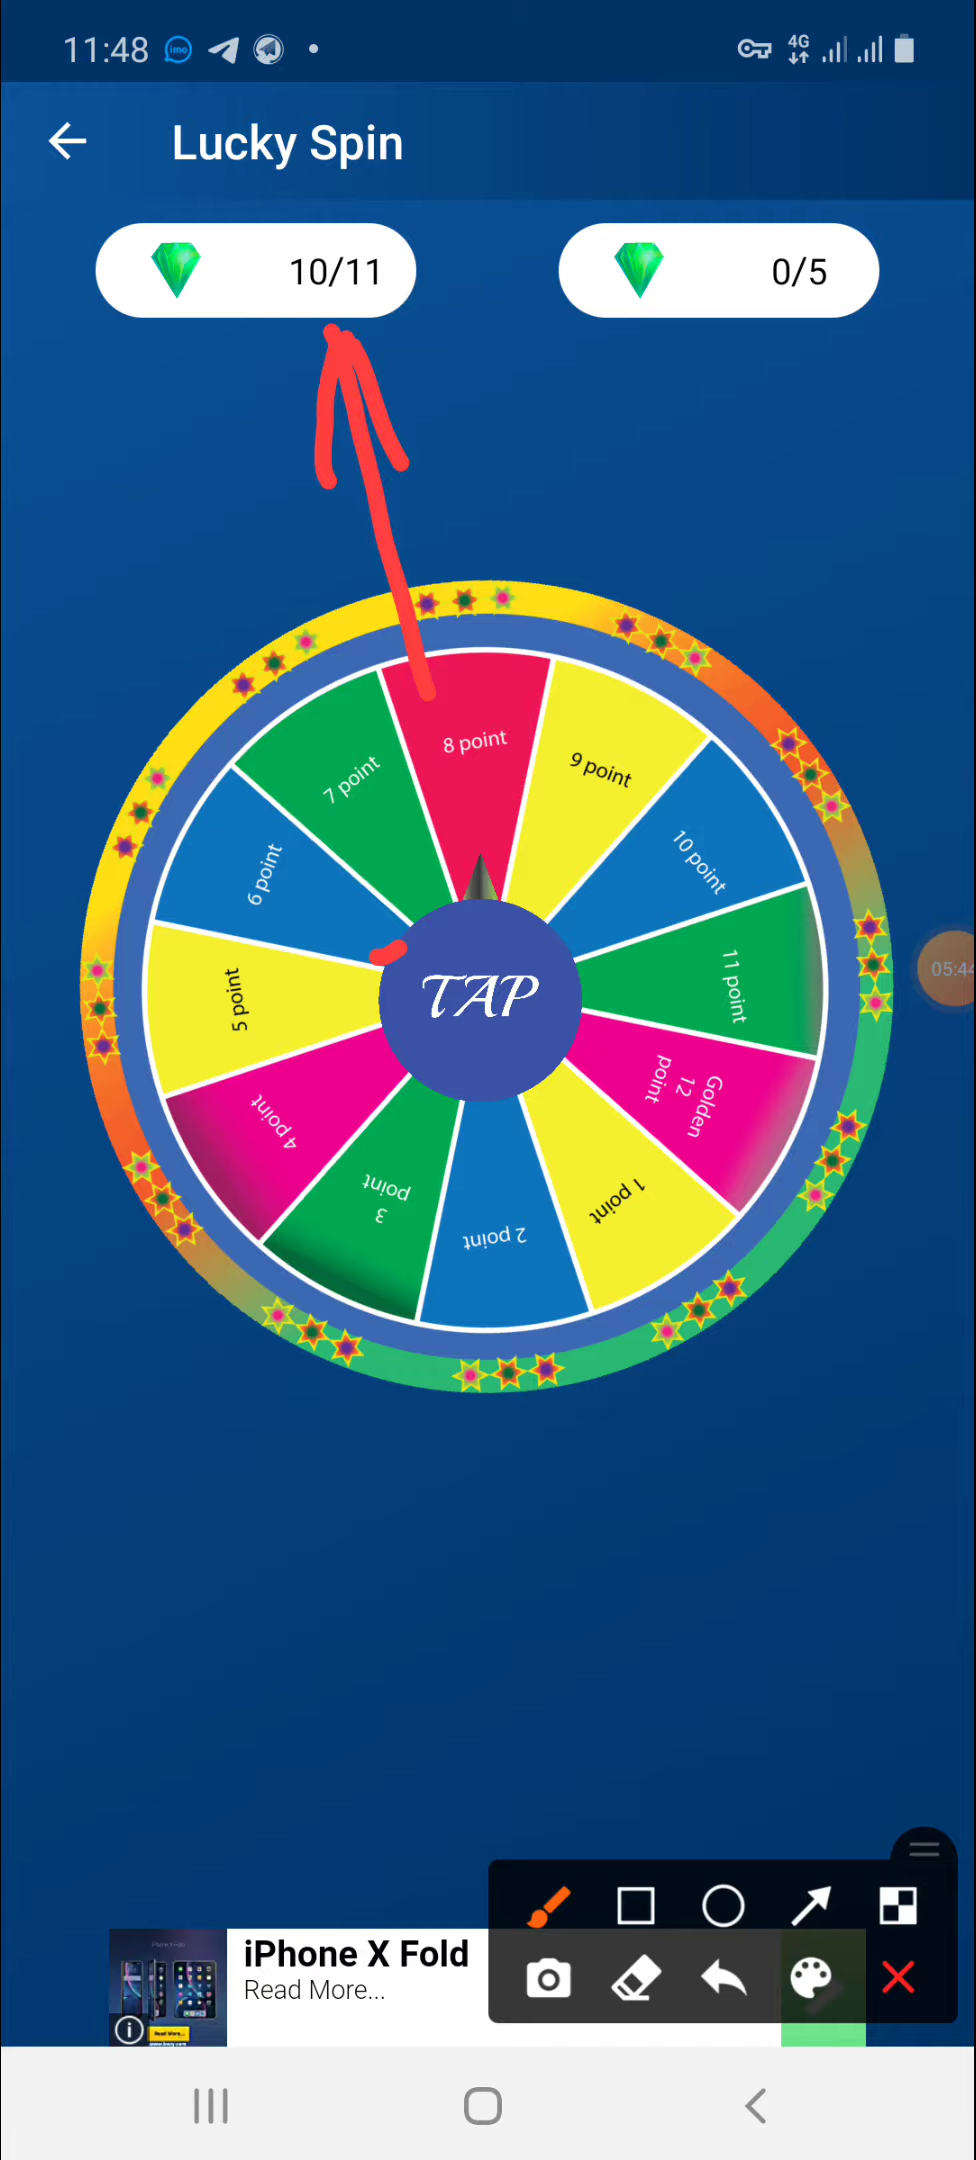 11:48
imo
4G
Lucky Spin
10/11
0/5
8 point
9 point
10 point
11 point
Golden
12
point
1 point
2 point
3
point
4 point
5 point
6 point
7 point
TAP
05:44
iPhone X Fold
Read More...